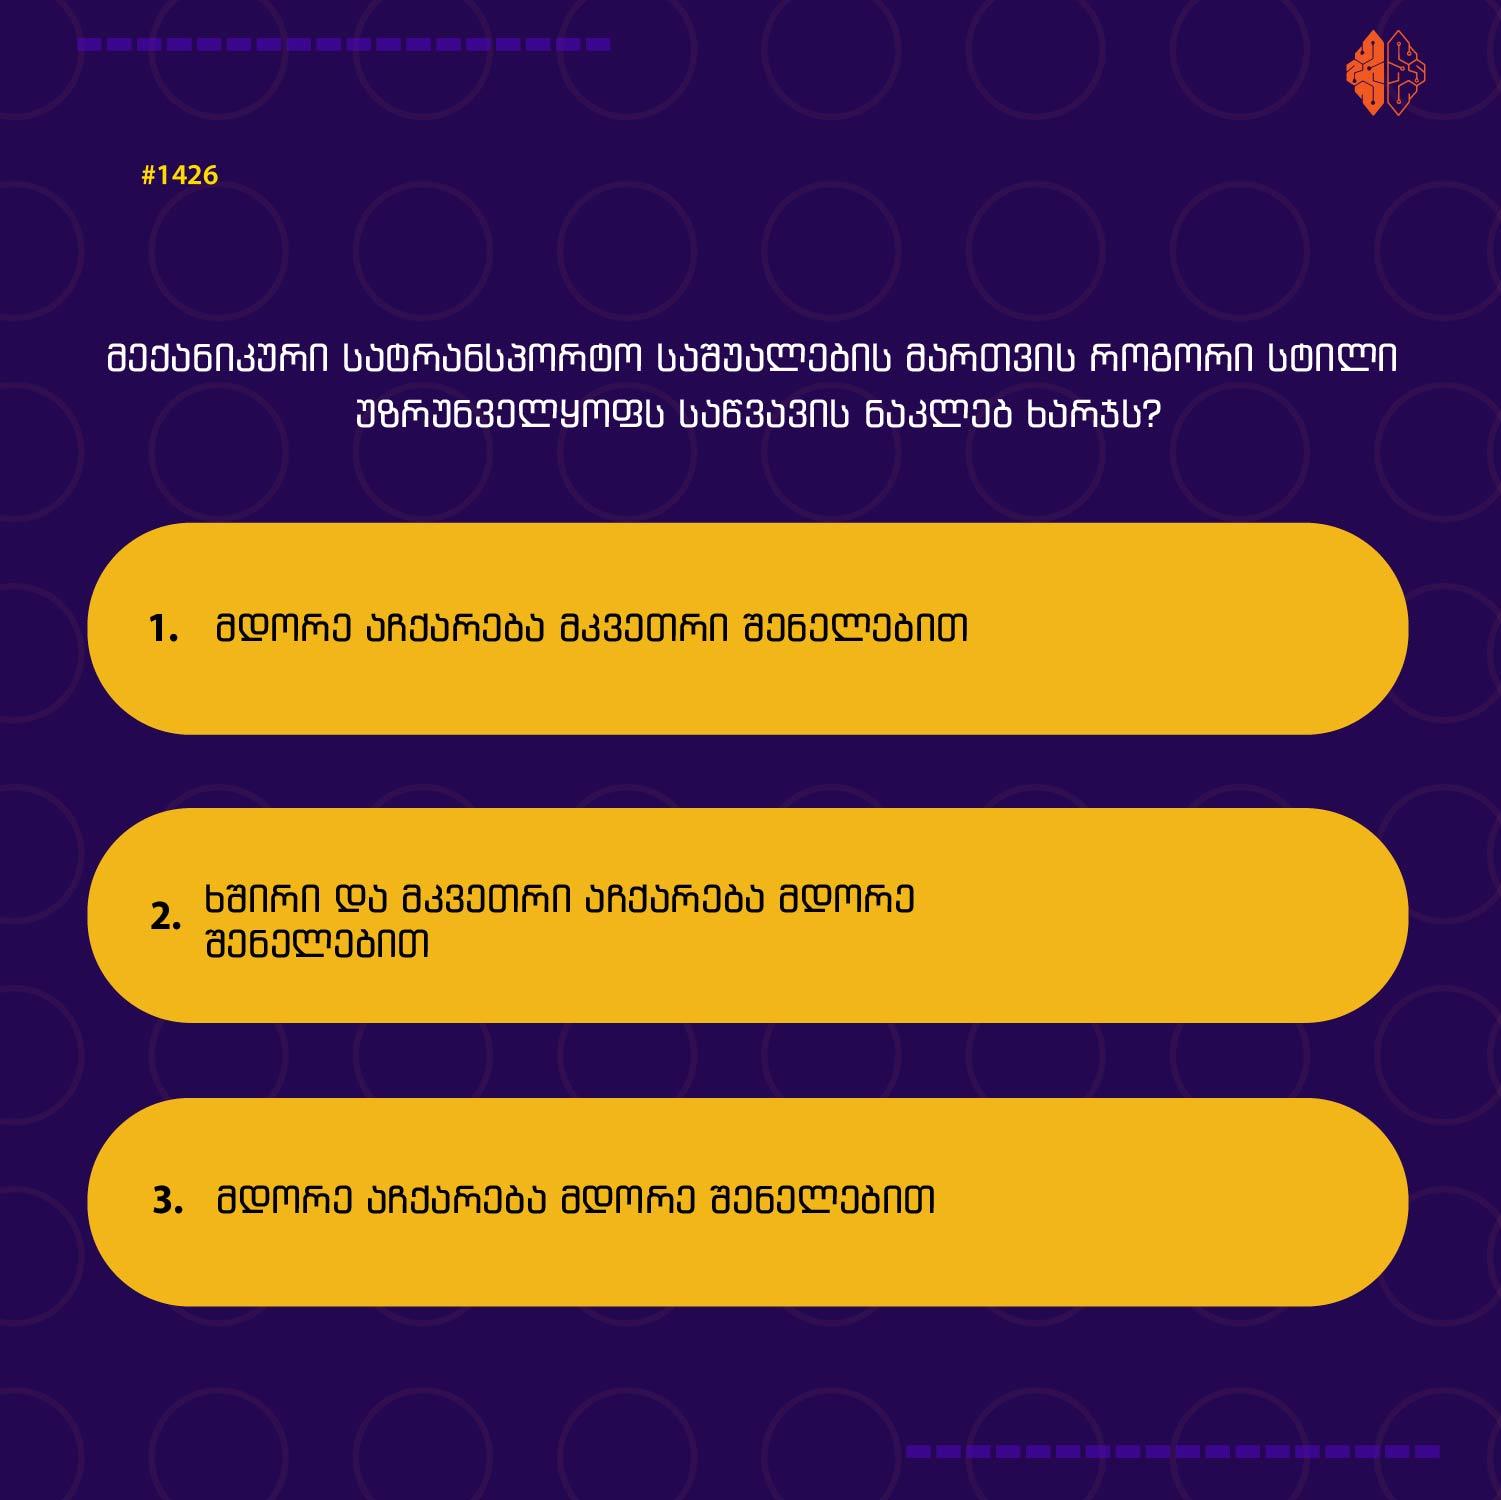 #1426
მექანიკური სატრანსპორტო საშუალების მართვის როგორი სტილი
უზრუნველყოფს საწვავის ნაკლებ ხარჯს?
1. მდორე აჩქარება მკვეთრი შენელებით
2. ხშირი და მკვეთრი აჩქარება მდორე
შენელებით
3. მდორე აჩქარება მდორე შენელებით